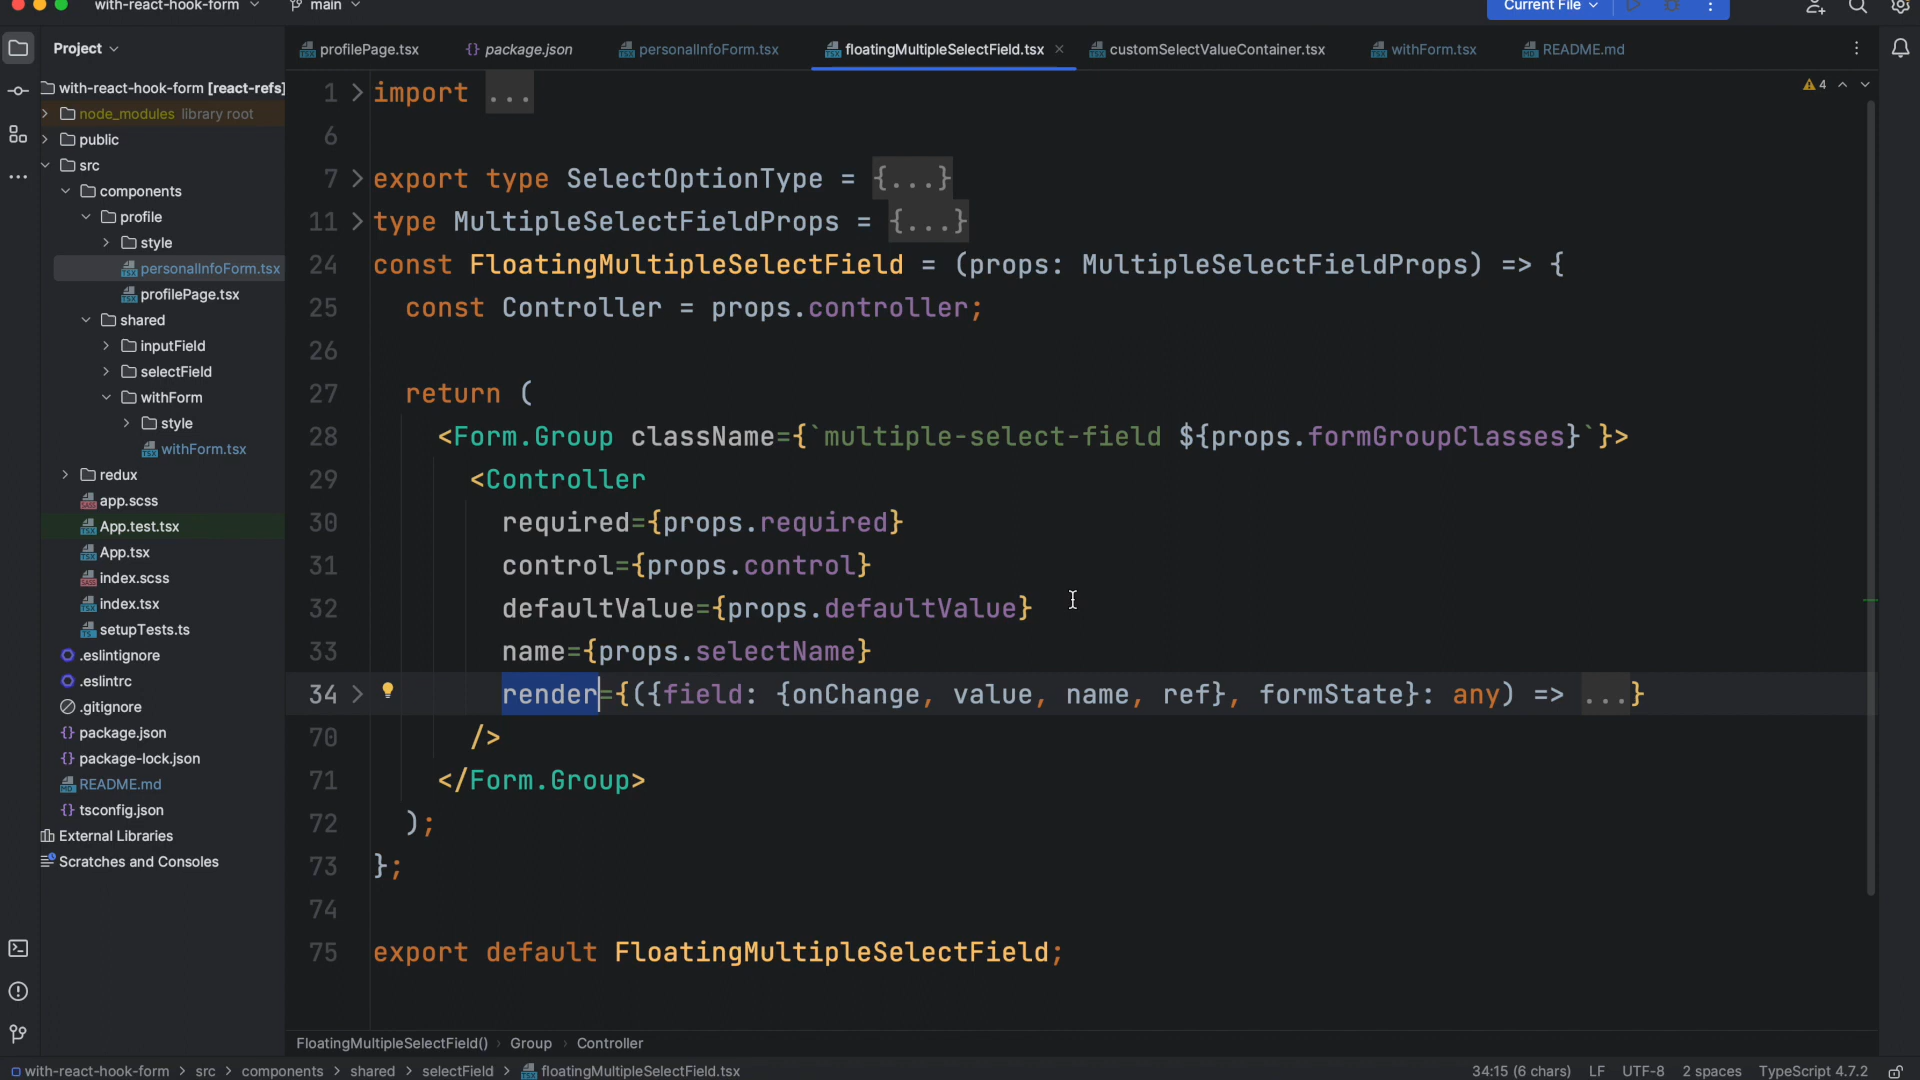 with-react-hook-form main Current File
Project profilePage.tsx package.json personalInfoForm.tsx floatingMultipleSelectField.tsx customSelectValueContainer.tsx withForm.tsx README.md
with-react-hook-form [react-refs]
node_modules library root
public
src
components
profile
style
personalInfoForm.tsx
profilePage.tsx
shared
inputField
selectField
withForm
style
withForm.tsx
redux
app.scss
App.test.tsx
App.tsx
index.scss
index.tsx
setupTests.ts
.eslintignore
.eslintrc
.gitignore
package.json
package-lock.json
README.md
tsconfig.json
External Libraries
Scratches and Consoles
4
1 import ...
6
7 export type SelectOptionType = {...}
11 type MultipleSelectFieldProps = {...}
24 const FloatingMultipleSelectField = (props: MultipleSelectFieldProps) => {
25 const Controller = props.controller;
26
27 return (
28 <Form.Group className={`multiple-select-field ${props.formGroupClasses}`}>
29 <Controller
30 required={props.required}
31 control={props.control}
32 defaultValue={props.defaultValue}
33 name={props.selectName}
34 render={({field: {onChange, value, name, ref}, formState}: any) => ...}
70 />
71 </Form.Group>
72 );
73 };
74
75 export default FloatingMultipleSelectField;
FloatingMultipleSelectField() › Group › Controller
with-react-hook-form > src > components > shared > selectField > floatingMultipleSelectField.tsx 34:15 (6 chars) LF UTF-8 2 spaces TypeScript 4.7.2